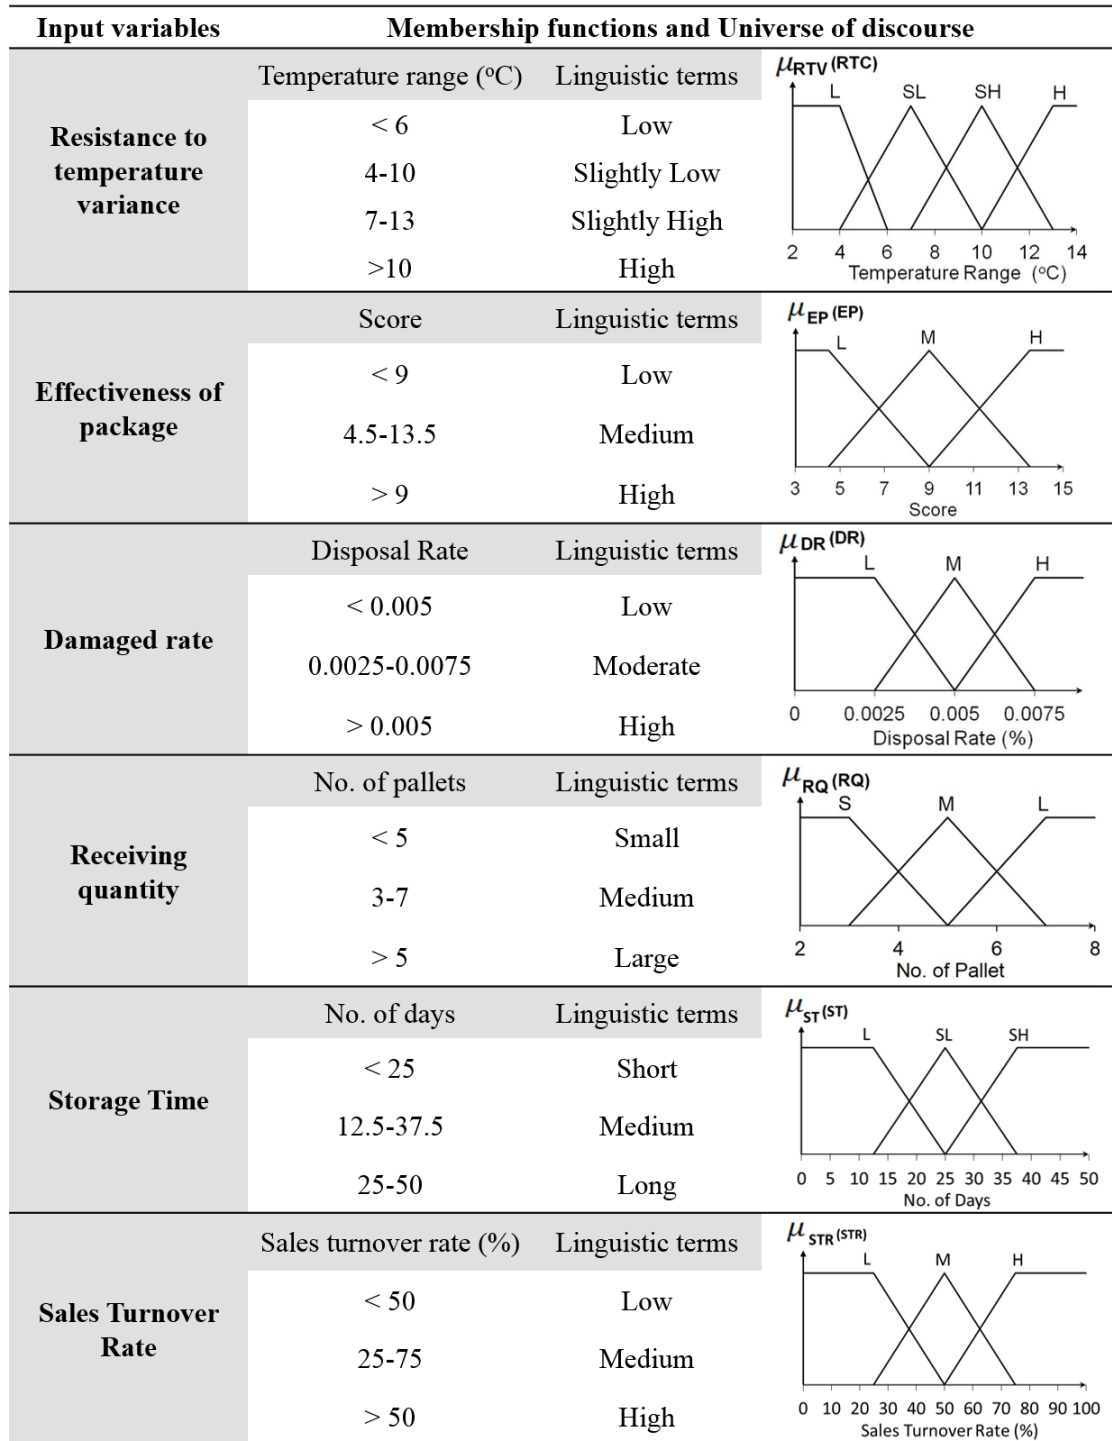 Input variables Membership functions and Universe of discourse
Resistance to
temperature
variance
Temperature range (°C) Linguistic terms
< 6 Low
4-10 Slightly Low
7-13 Slightly High
>10 High
μRTV (RTC)
L SL SH H
2 4 6 8 10 12 14
Temperature Range (°C)
Effectiveness of
package
Score Linguistic terms
< 9 Low
4.5-13.5 Medium
> 9 High
μEP (EP)
L M H
3 5 7 9 11 13 15
Score
Damaged rate
Disposal Rate Linguistic terms
< 0.005 Low
0.0025-0.0075 Moderate
> 0.005 High
μDR (DR)
L M H
0 0.0025 0.005 0.0075
Disposal Rate (%)
Receiving
quantity
No. of pallets Linguistic terms
< 5 Small
3-7 Medium
> 5 Large
μRQ (RQ)
S M L
2 4 6 8
No. of Pallet
Storage Time
No. of days Linguistic terms
< 25 Short
12.5-37.5 Medium
25-50 Long
μST (ST)
L SL SH
0 5 10 15 20 25 30 35 40 45 50
No. of Days
Sales Turnover
Rate
Sales turnover rate (%) Linguistic terms
< 50 Low
25-75 Medium
> 50 High
μSTR (STR)
L M H
0 10 20 30 40 50 60 70 80 90 100
Sales Turnover Rate (%)